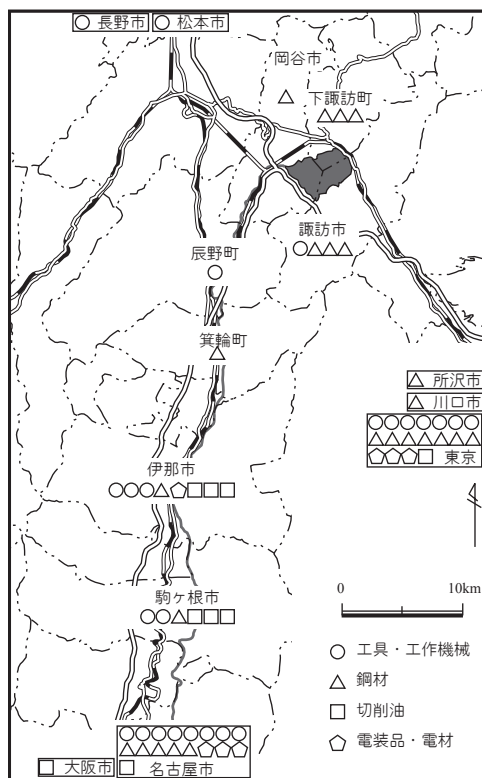 長野市
松本市
岡谷市
下諏訪町
諏訪市
辰野町
箕輪町
所沢市
川口市
東京
伊那市
駒ヶ根市
0 10km
工具・工作機械
鋼材
切削油
電装品・電材
大阪市
名古屋市